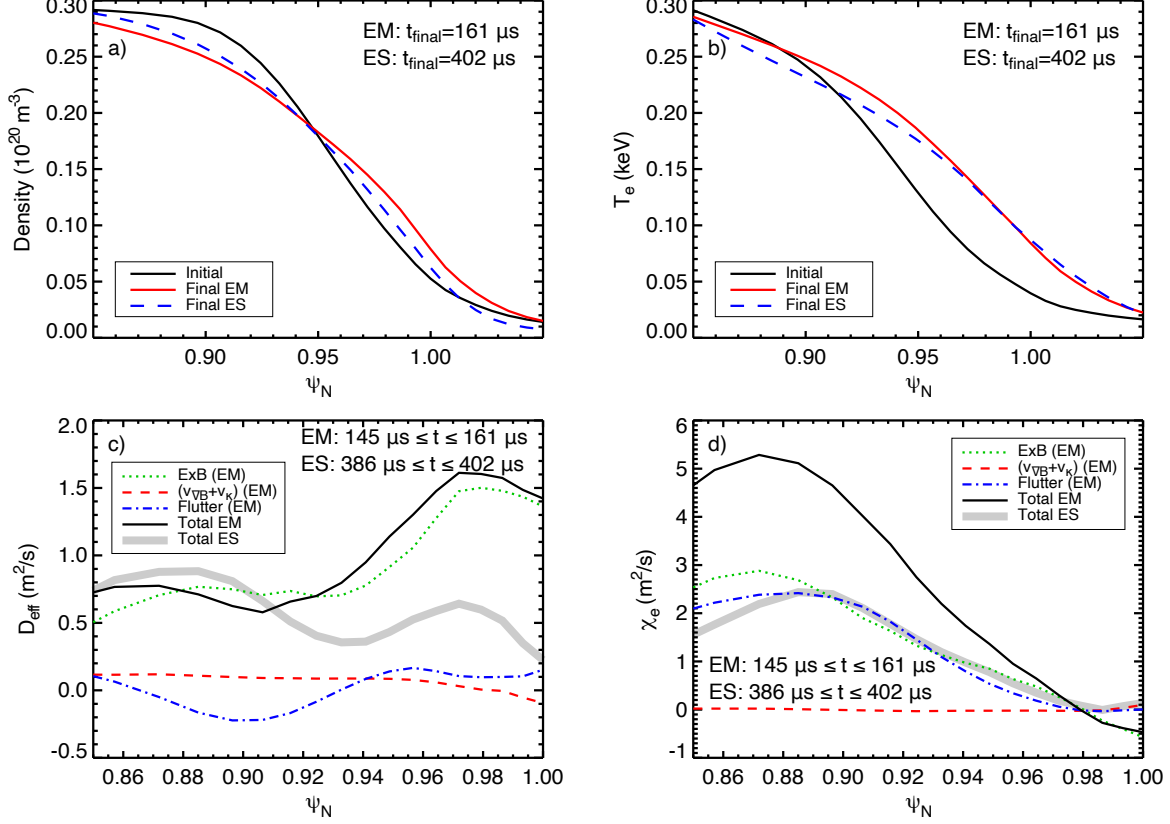 a)
EM: t_final=161 μs
ES: t_final=402 μs
Density (10^20 m^-3)
0.30
0.25
0.20
0.15
0.10
0.05
0.00
Initial
Final EM
Final ES
0.90 0.95 1.00
ψ_N
b)
EM: t_final=161 μs
ES: t_final=402 μs
T_e (keV)
0.30
0.25
0.20
0.15
0.10
0.05
0.00
Initial
Final EM
Final ES
0.90 0.95 1.00
ψ_N
c)
EM: 145 μs ≤ t ≤ 161 μs
ES: 386 μs ≤ t ≤ 402 μs
ExB (EM)
(v_∇B+v_κ) (EM)
Flutter (EM)
Total EM
Total ES
D_eff (m²/s)
2.0
1.5
1.0
0.5
0.0
-0.5
0.86 0.88 0.90 0.92 0.94 0.96 0.98 1.00
ψ_N
d)
ExB (EM)
(v_∇B+v_κ) (EM)
Flutter (EM)
Total EM
Total ES
χ_e (m²/s)
6
5
4
3
2
1
0
-1
EM: 145 μs ≤ t ≤ 161 μs
ES: 386 μs ≤ t ≤ 402 μs
0.86 0.88 0.90 0.92 0.94 0.96 0.98 1.00
ψ_N